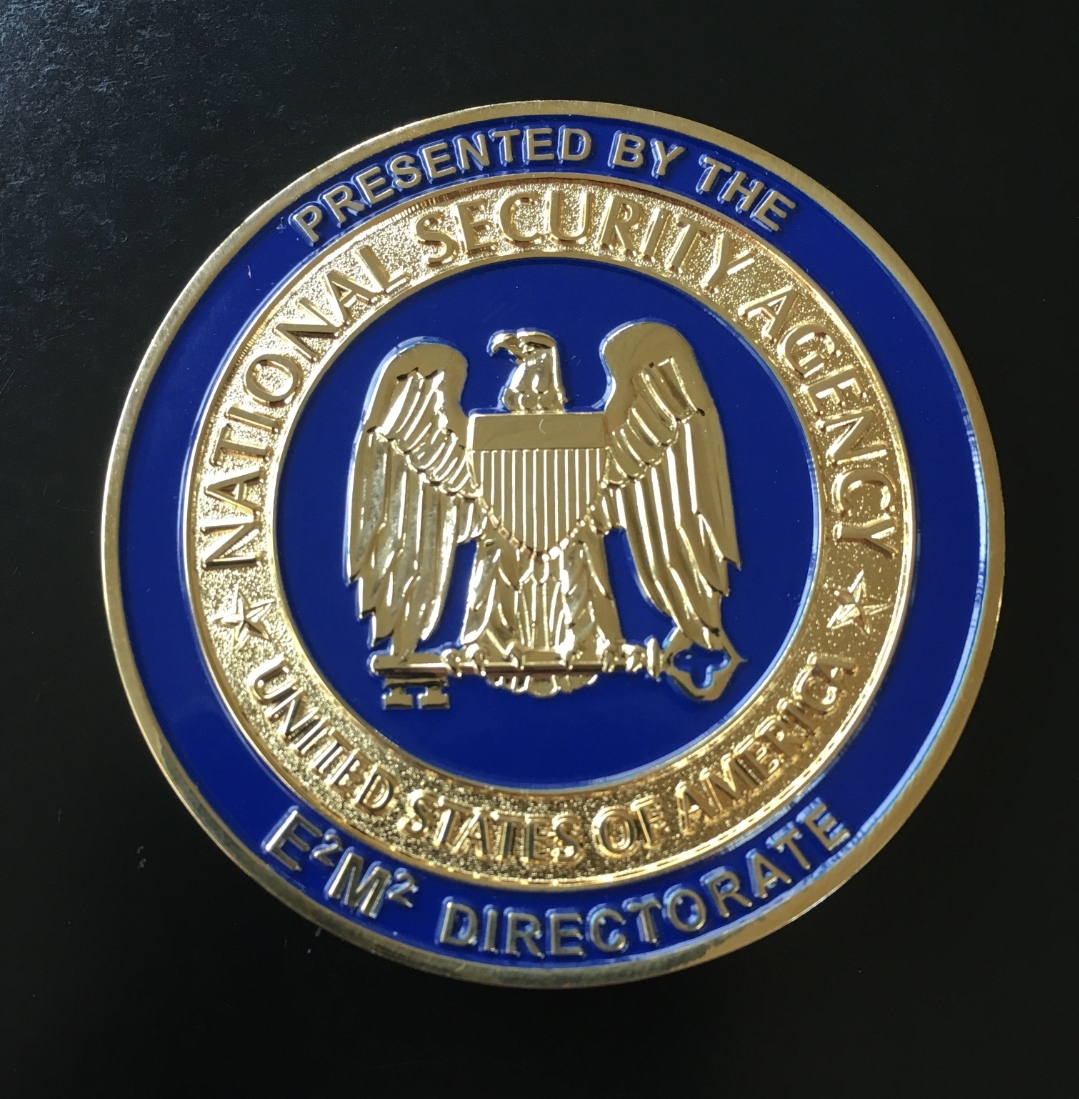 PRESENTED BY THE
NATIONAL SECURITY AGENCY
UNITED STATES OF AMERICA
E²M² DIRECTORATE